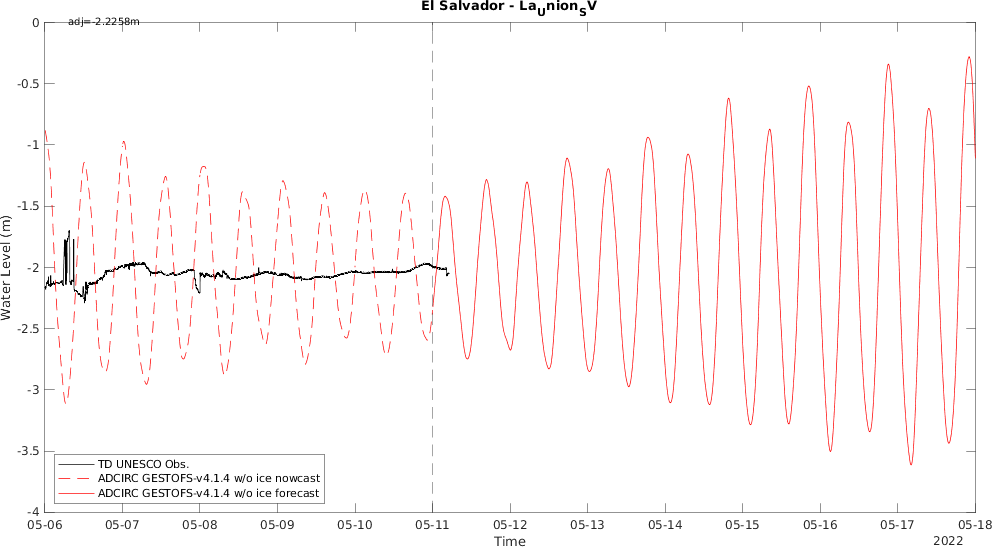 El Salvador - LaUnionSV
adj=-2.2258m
0
-0.5
-1
-1.5
-2
-2.5
-3
-3.5
-4
Water Level (m)
TD UNESCO Obs.
ADCIRC GESTOFS-v4.1.4 w/o ice nowcast
ADCIRC GESTOFS-v4.1.4 w/o ice forecast
05-06 05-07 05-08 05-09 05-10 05-11 05-12 05-13 05-14 05-15 05-16 05-17 05-18
Time
2022